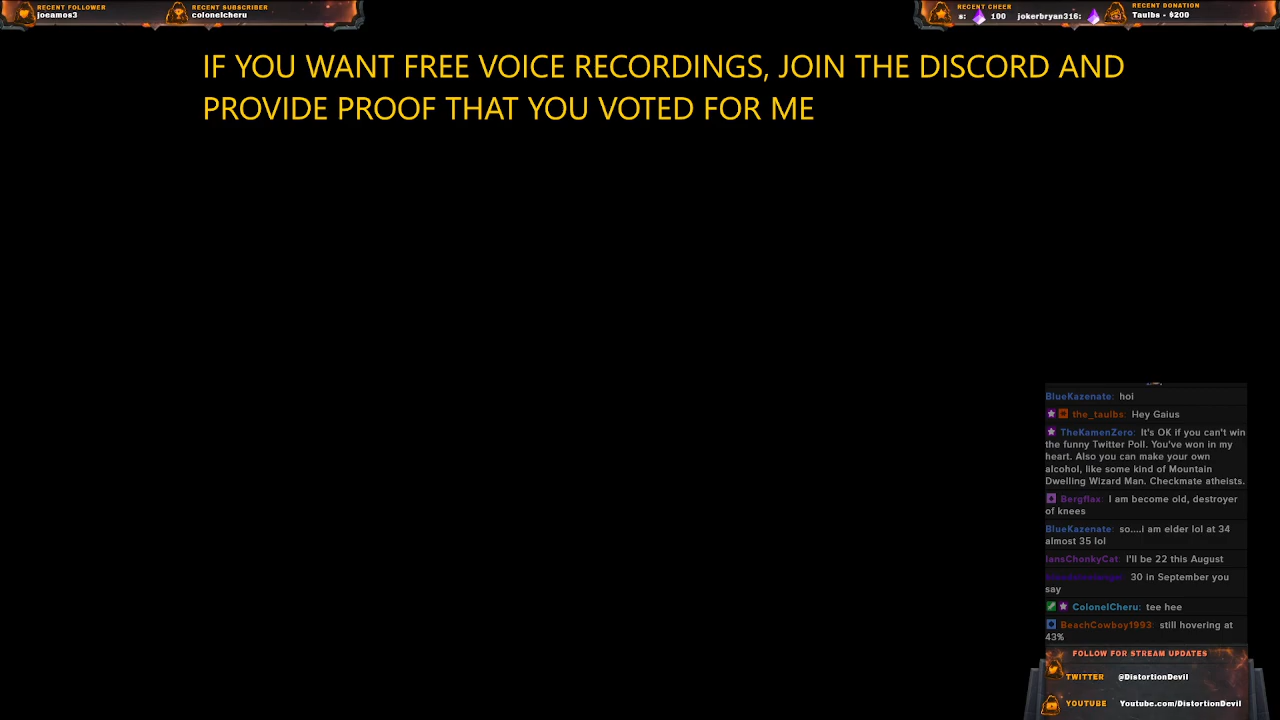 RECENT FOLLOWER
joeamos3
RECENT SUBSCRIBER
colonelcheru
RECENT CHEER
s: 100 jokerbryan316:
RECENT DONATION
Taulbs - $200
IF YOU WANT FREE VOICE RECORDINGS, JOIN THE DISCORD AND
PROVIDE PROOF THAT YOU VOTED FOR ME
BlueKazenate: hoi
the_taulbs: Hey Gaius
TheKamenZero: It's OK if you can't win
the funny Twitter Poll. You've won in my
heart. Also you can make your own
alcohol, like some kind of Mountain
Dwelling Wizard Man. Checkmate atheists.
Bergflax: I am become old, destroyer
of knees
BlueKazenate: so....i am elder lol at 34
almost 35 lol
IansChonkyCat: I'll be 22 this August
30 in September you
say
ColonelCheru: tee hee
BeachCowboy1993: still hovering at
43%
FOLLOW FOR STREAM UPDATES
TWITTER @DistortionDevil
YOUTUBE Youtube.com/DistortionDevil